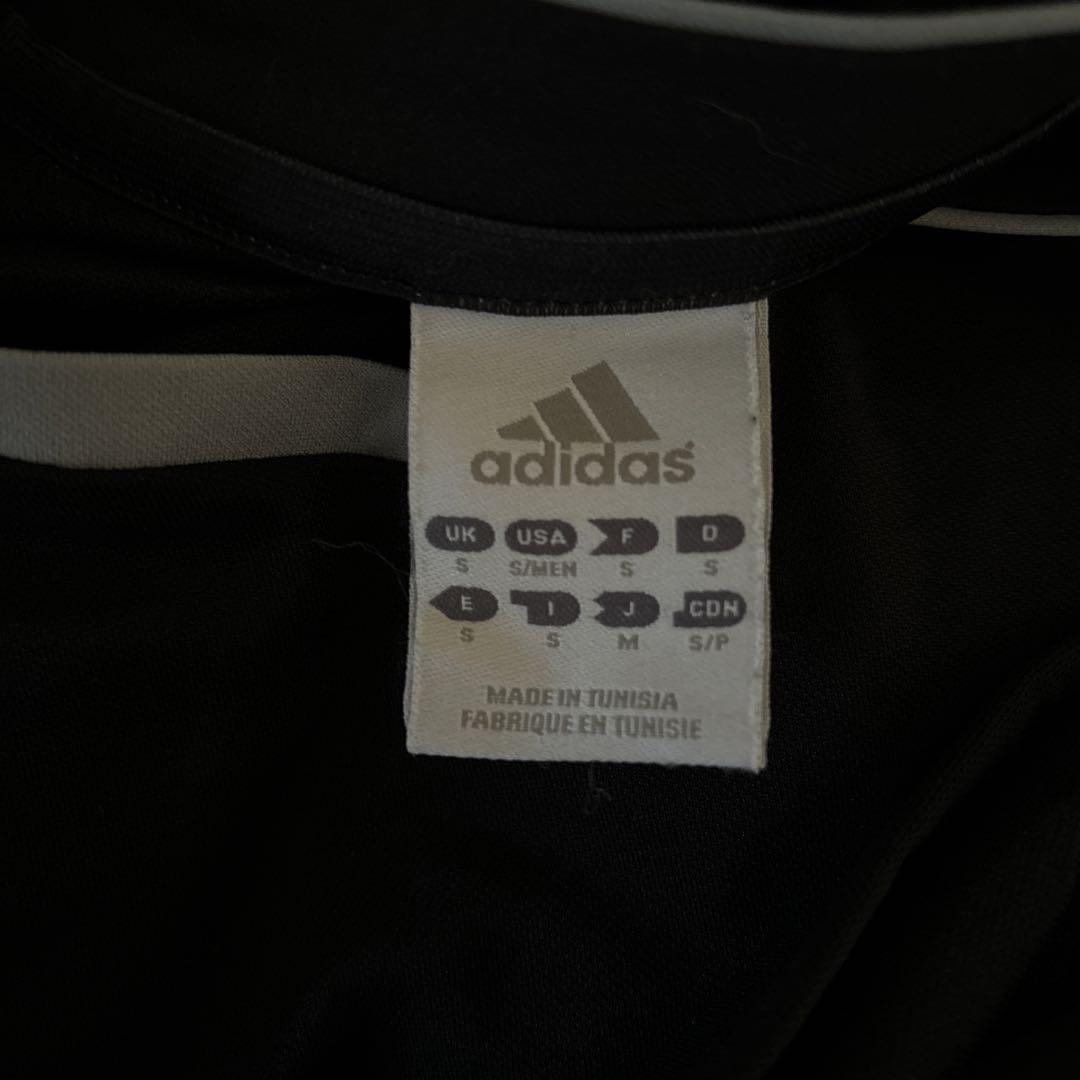 adidas
UK USA F D
S S/MEN S S
E I J CDN
S S M S/P
MADE IN TUNISIA
FABRIQUE EN TUNISIE